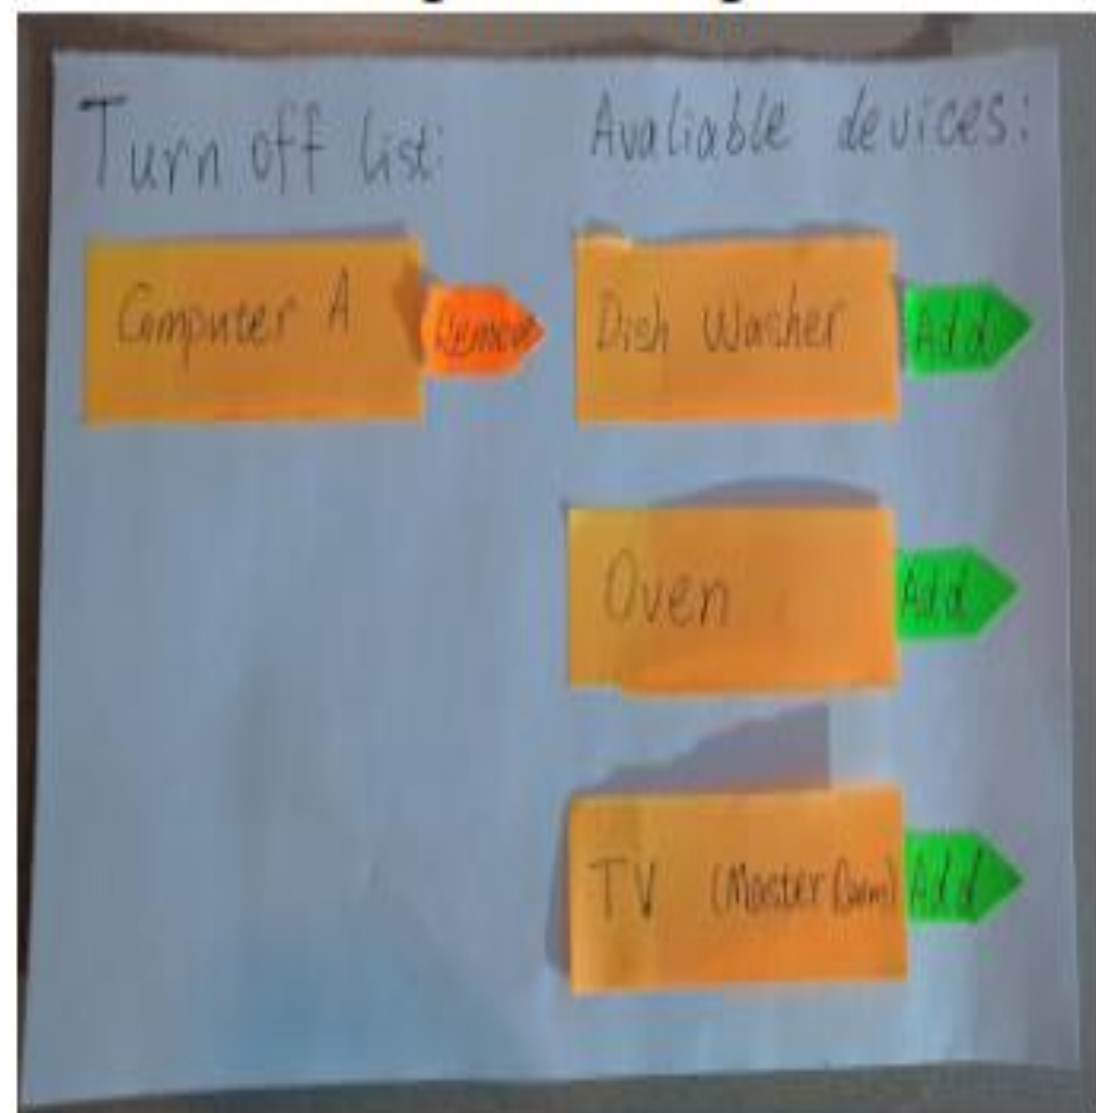 Turn off list:
Avaliable devices:
Computer A
Dish Washer
Add
Oven
Add
TV (Master Room)
Add